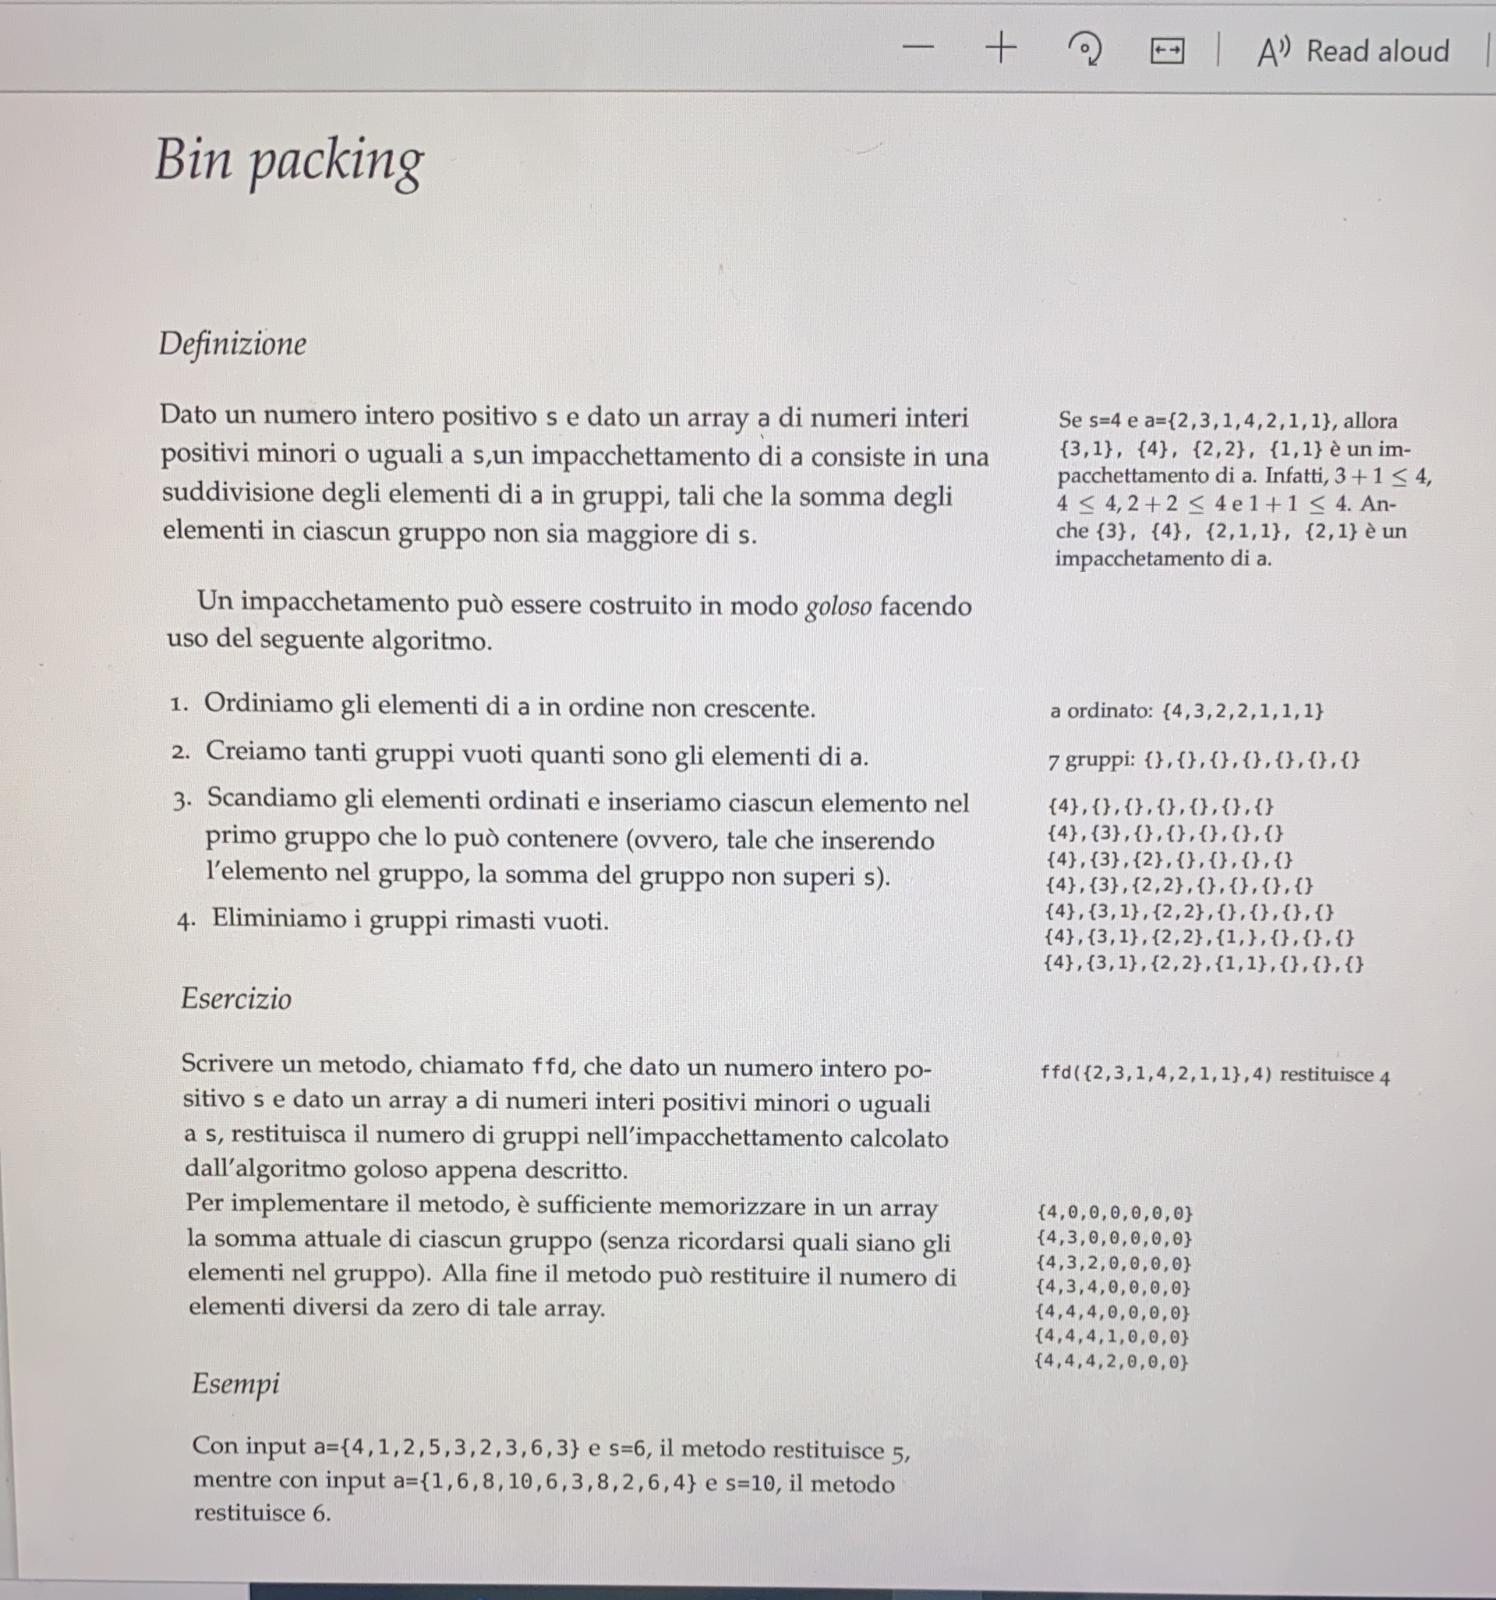 A Read aloud
Bin packing
Definizione
Dato un numero intero positivo s e dato un array a di numeri interi
positivi minori o uguali a s,un impacchettamento di a consiste in una
suddivisione degli elementi di a in gruppi, tali che la somma degli
elementi in ciascun gruppo non sia maggiore di s.
Se s=4 e a={2,3,1,4,2,1,1}, allora
{3,1}, {4}, {2,2}, {1,1} è un im-
pacchettamento di a. Infatti, 3 + 1 ≤ 4,
4 ≤ 4, 2 + 2 ≤ 4 e 1 + 1 ≤ 4. An-
che {3}, {4}, {2,1,1}, {2,1} è un
impacchetamento di a.
Un impacchetamento può essere costruito in modo goloso facendo
uso del seguente algoritmo.
1. Ordiniamo gli elementi di a in ordine non crescente.
a ordinato: {4,3,2,2,1,1,1}
2. Creiamo tanti gruppi vuoti quanti sono gli elementi di a.
7 gruppi: {},{},{},{},{},{},{}
3. Scandiamo gli elementi ordinati e inseriamo ciascun elemento nel
primo gruppo che lo può contenere (ovvero, tale che inserendo
l'elemento nel gruppo, la somma del gruppo non superi s).
4. Eliminiamo i gruppi rimasti vuoti.
{4},{},{},{},{},{},{}
{4},{3},{},{},{},{},{}
{4},{3},{2},{},{},{},{}
{4},{3},{2,2},{},{},{},{}
{4},{3,1},{2,2},{},{},{},{}
{4},{3,1},{2,2},{1,},{},{},{}
{4},{3,1},{2,2},{1,1},{},{},{}
Esercizio
Scrivere un metodo, chiamato ffd, che dato un numero intero po-
sitivo s e dato un array a di numeri interi positivi minori o uguali
a s, restituisca il numero di gruppi nell'impacchettamento calcolato
dall'algoritmo goloso appena descritto.
ffd({2,3,1,4,2,1,1},4) restituisce 4
Per implementare il metodo, è sufficiente memorizzare in un array
la somma attuale di ciascun gruppo (senza ricordarsi quali siano gli
elementi nel gruppo). Alla fine il metodo può restituire il numero di
elementi diversi da zero di tale array.
{4,0,0,0,0,0,0}
{4,3,0,0,0,0,0}
{4,3,2,0,0,0,0}
{4,3,4,0,0,0,0}
{4,4,4,0,0,0,0}
{4,4,4,1,0,0,0}
{4,4,4,2,0,0,0}
Esempi
Con input a={4,1,2,5,3,2,3,6,3} e s=6, il metodo restituisce 5,
mentre con input a={1,6,8,10,6,3,8,2,6,4} e s=10, il metodo
restituisce 6.